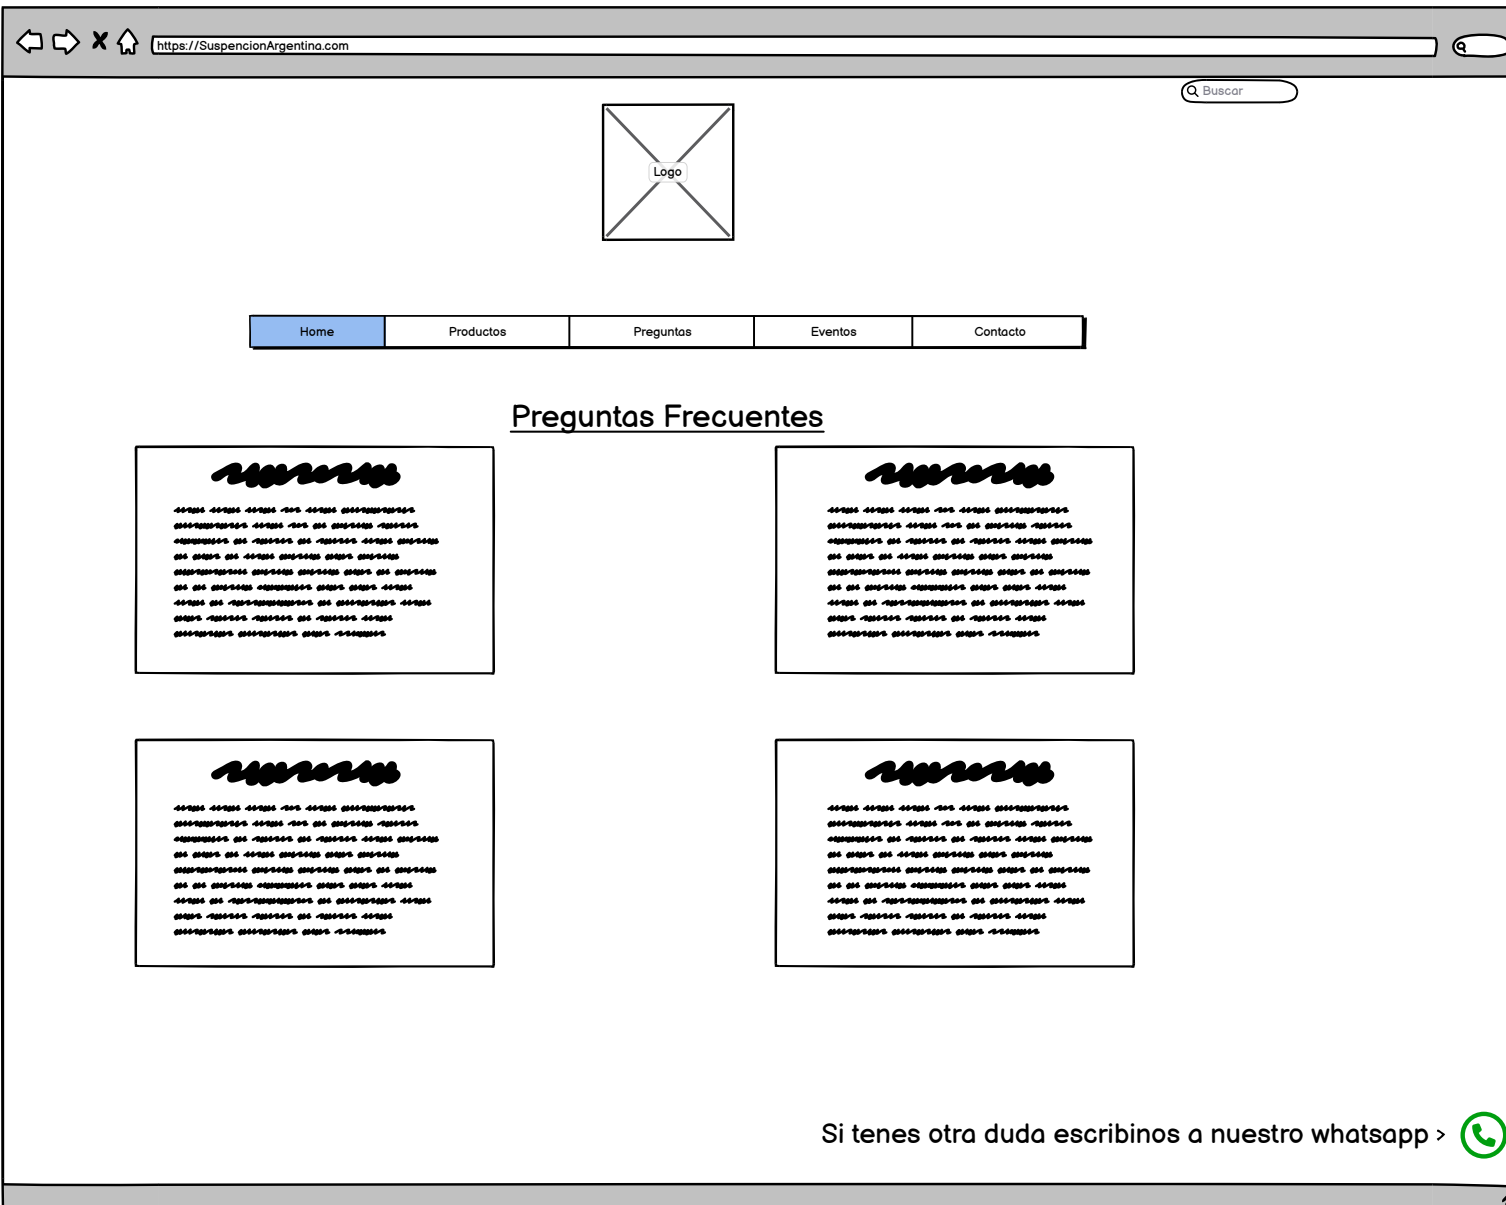 https://SuspencionArgentina.com
Buscar
Logo
Home Productos Preguntas Eventos Contacto
Preguntas Frecuentes
Si tenes otra duda escribinos a nuestro whatsapp >